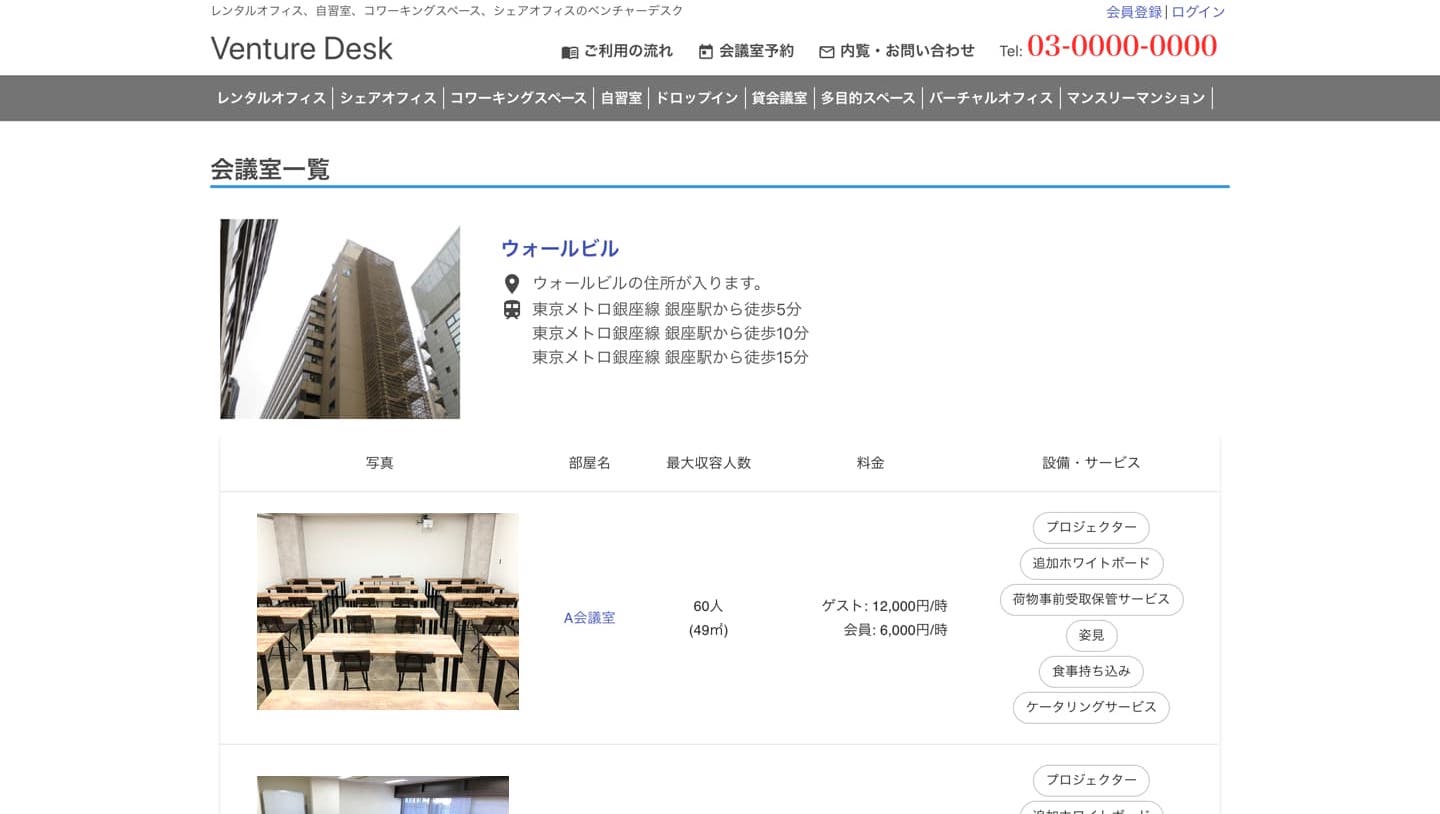 レンタルオフィス、自習室、コワーキングスペース、シェアオフィスのベンチャーデスク
会員登録|ログイン
Venture Desk
ご利用の流れ 会議室予約 内覧・お問い合わせ Tel: 03-0000-0000
レンタルオフィス シェアオフィス コワーキングスペース 自習室 ドロップイン 貸会議室 多目的スペース バーチャルオフィス マンスリーマンション
会議室一覧
ウォールビル
ウォールビルの住所が入ります。
東京メトロ銀座線 銀座駅から徒歩5分
東京メトロ銀座線 銀座駅から徒歩10分
東京メトロ銀座線 銀座駅から徒歩15分
写真 部屋名 最大収容人数 料金 設備・サービス
A会議室
60人
(49㎡)
ゲスト: 12,000円/時
会員: 6,000円/時
プロジェクター
追加ホワイトボード
荷物事前受取保管サービス
姿見
食事持ち込み
ケータリングサービス
プロジェクター
追加ホワイトボード